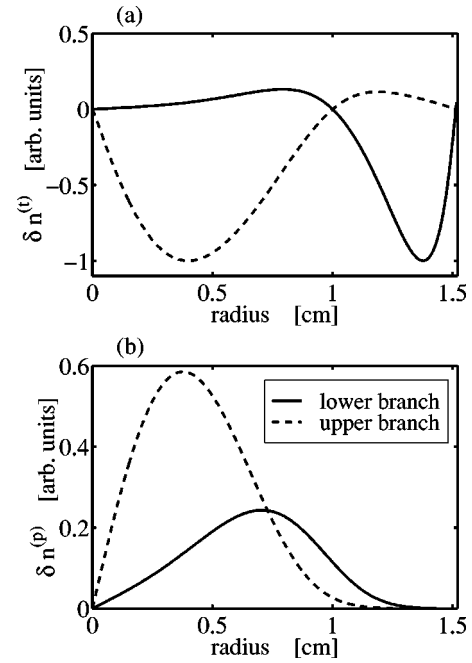 (a)
0.5
0
−0.5
−1
δ n(t) [arb. units]
0 0.5 1 1.5
radius [cm]
(b)
0.6
0.4
0.2
0
δ n(p) [arb. units]
lower branch
upper branch
0 0.5 1 1.5
radius [cm]